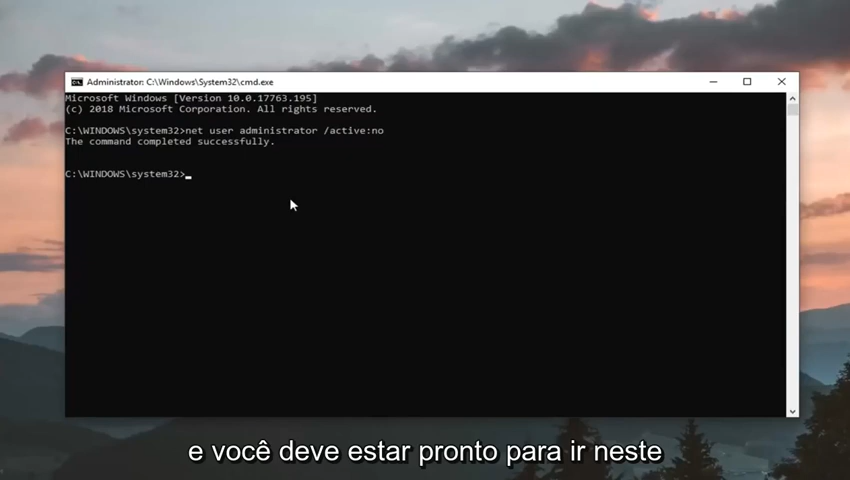 Administrator: C:\Windows\System32\cmd.exe
Microsoft Windows [Version 10.0.17763.195]
(c) 2018 Microsoft Corporation. All rights reserved.
C:\WINDOWS\system32>net user administrator /active:no
The command completed successfully.
C:\WINDOWS\system32>
e você deve estar pronto para ir neste